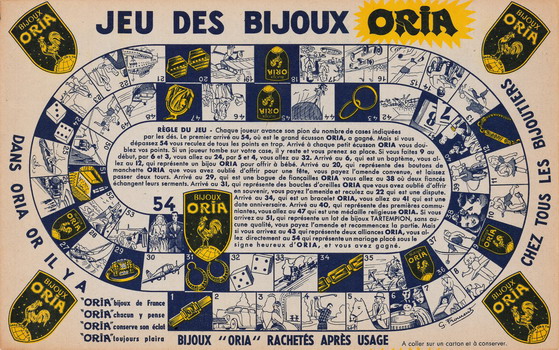 JEU DES BIJOUX ORIA
BIJOUX
ORIA
BIJOUX
ORIA
DANS ORIA OR IL Y A
CHEZ TOUS LES BIJOUTIERS
RÈGLE DU JEU - Chaque joueur avance son pion du nombre de cases indiquées
par les dés. Le premier arrivé au 54, où est le grand écusson ORIA, a gagné. Mais si vous
dépassez 54 vous reculez de tous les points en trop. Arrivé à chaque petit écusson ORIA vous dou-
blez vos points. Si un joueur tombe sur votre case, il y reste et vous prenez sa place. Si vous faites 9 au
début, par 6 et 3, vous allez au 24, par 5 et 4, vous allez au 32. Arrivé au 6, qui est un baptême, vous al-
lez au 12, qui représente un bijou ORIA pour offrir à bébé. Arrivé au 20, qui représente des boutons de
manchette ORIA que vous avez oublié d'offrir pour une fête, vous payez l'amende convenue, et laissez
passer deux tours. Arrivé au 29, qui est une bague de fiançailles ORIA vous allez au 38 où deux fiancés
échangent leurs serments. Arrivé au 31, qui représente des boucles d'oreilles ORIA que vous avez oublié d'offrir
en souvenir, vous payez l'amende et reculez au 22 qui est une dispute.
Arrivé au 34, qui est un bracelet ORIA, vous allez au 41 qui est une
fête anniversaire. Arrivé au 40, qui représente des premières commu-
niantes, vous allez au 47 qui est une médaille religieuse ORIA. Si vous
arrivez au 51, qui représente un lot de bijoux TARTEMPION, sans au-
cune qualité, vous payez l'amende et recommencez la partie. Mais
si vous arrivez au 43 qui représente deux alliances ORIA, vous al-
lez directement au 54 qui représente un mariage placé sous le
signe heureux d'ORIA, et vous avez gagné.
54
BIJOUX
ORIA
BIJOUX
ORIA
BIJOUX
ORIA
"ORIA" bijoux de France
"ORIA" chacun y pense
"ORIA" conserve son éclat
"ORIA" toujours plaira
1 2 3 4 5 6 7 8
BIJOUX "ORIA" RACHETÉS APRÈS USAGE
A coller sur un carton et à conserver.